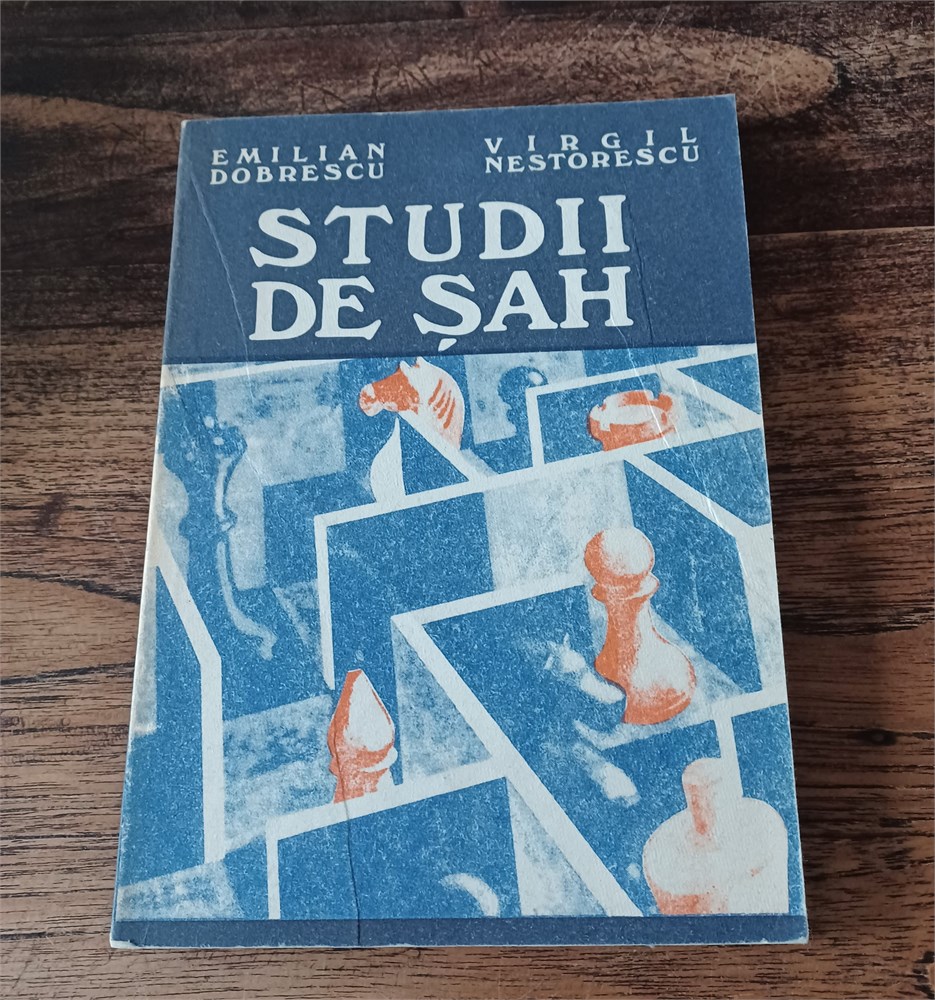 EMILIAN
DOBRESCU
VIRGIL
NESTORESCU
STUDII
DE ȘAH